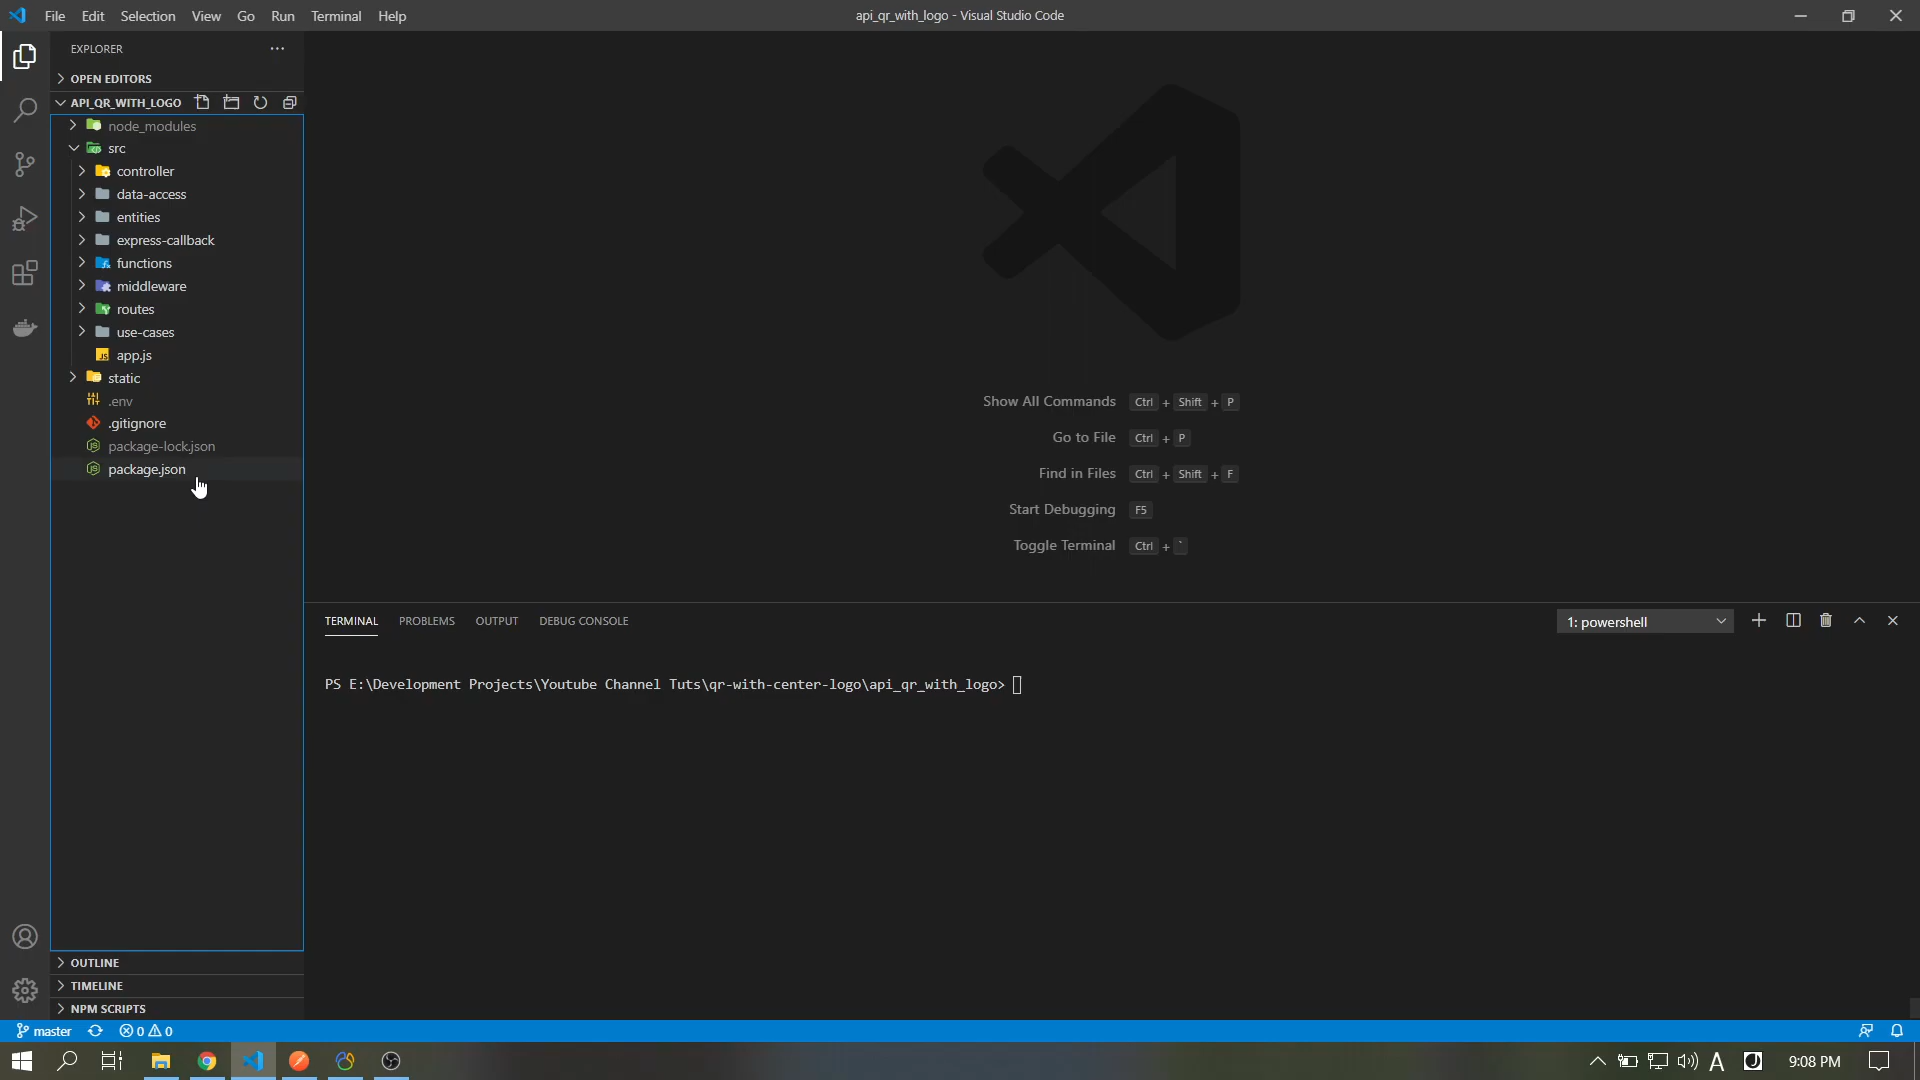 File Edit Selection View Go Run Terminal Help
api_qr_with_logo - Visual Studio Code
EXPLORER
OPEN EDITORS
API_QR_WITH_LOGO
node_modules
src
controller
data-access
entities
express-callback
functions
middleware
routes
use-cases
app.js
static
.env
.gitignore
package-lock.json
package.json
OUTLINE
TIMELINE
NPM SCRIPTS
Show All Commands Ctrl + Shift + P
Go to File Ctrl + P
Find in Files Ctrl + Shift + F
Start Debugging F5
Toggle Terminal Ctrl + `
TERMINAL PROBLEMS OUTPUT DEBUG CONSOLE
1: powershell
PS E:\Development Projects\Youtube Channel Tuts\qr-with-center-logo\api_qr_with_logo>
master 0 0
A 9:08 PM